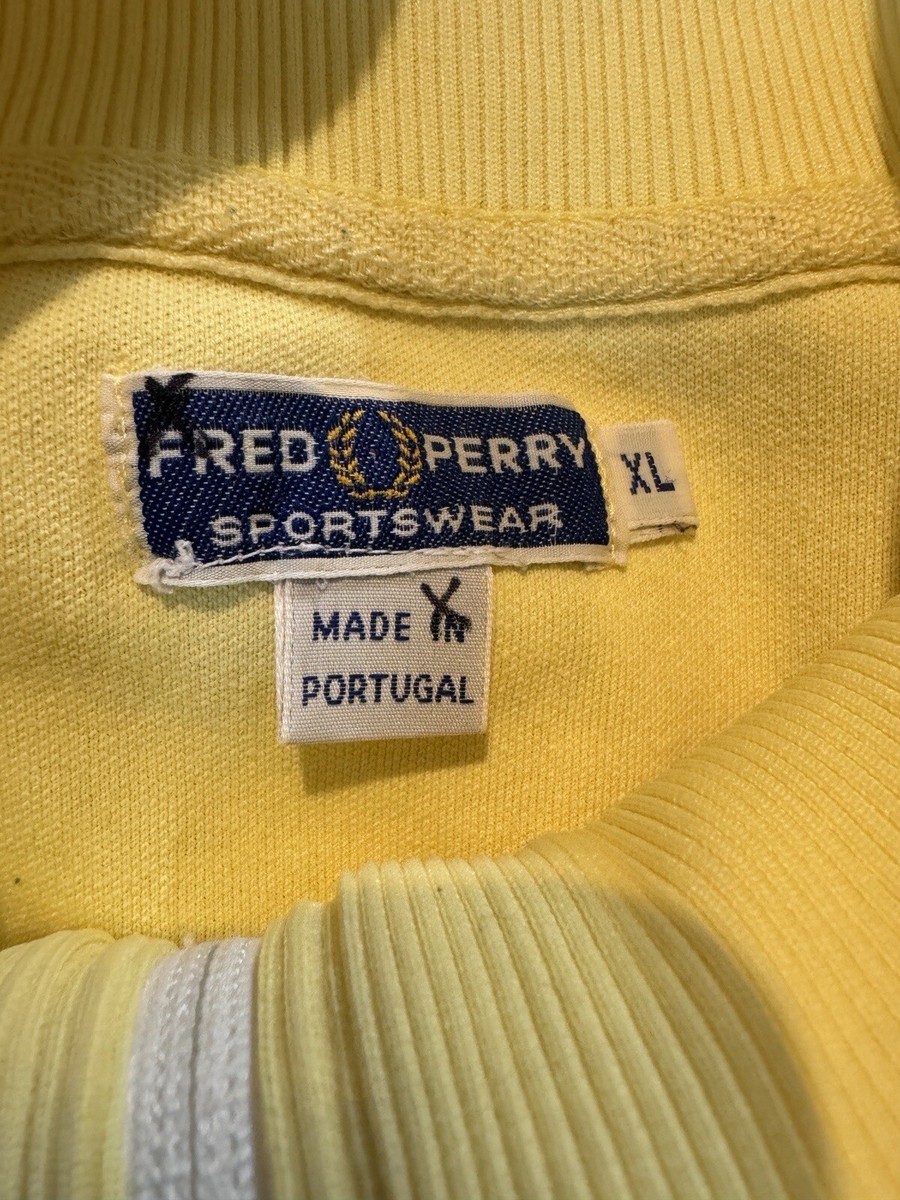 FRED PERRY
SPORTSWEAR
XL
MADE IN
PORTUGAL